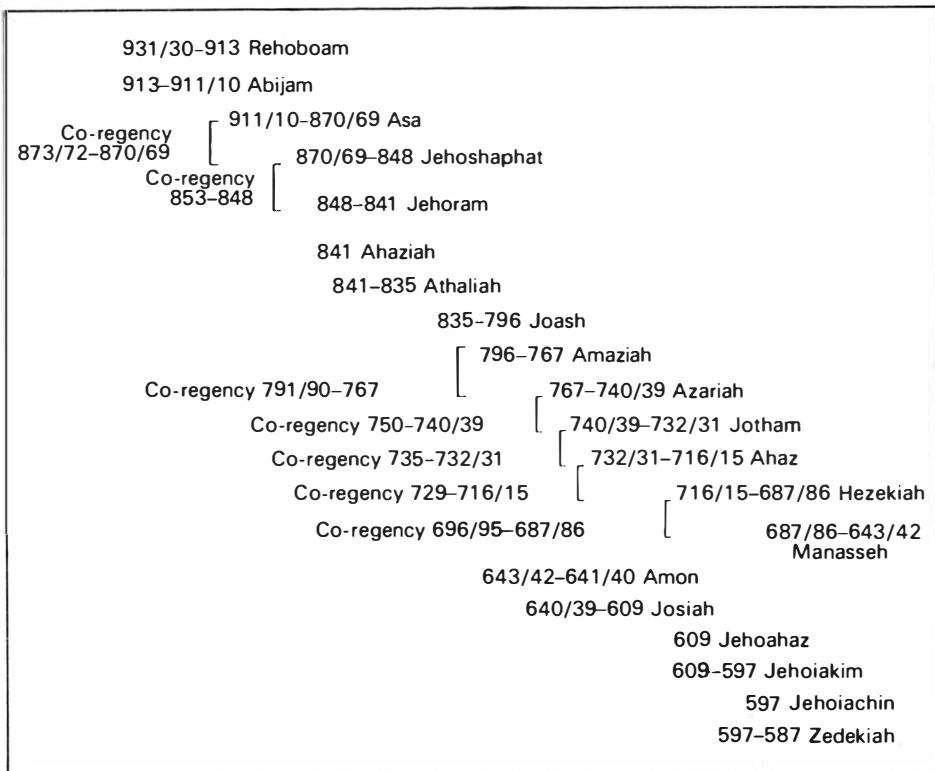 931/30–913 Rehoboam
913–911/10 Abijam
911/10–870/69 Asa
Co-regency
873/72–870/69
870/69–848 Jehoshaphat
Co-regency
853–848
848–841 Jehoram
841 Ahaziah
841–835 Athaliah
835–796 Joash
796–767 Amaziah
Co-regency 791/90–767
767–740/39 Azariah
Co-regency 750–740/39
740/39–732/31 Jotham
Co-regency 735–732/31
732/31–716/15 Ahaz
Co-regency 729–716/15
716/15–687/86 Hezekiah
Co-regency 696/95–687/86
687/86–643/42
Manasseh
643/42–641/40 Amon
640/39–609 Josiah
609 Jehoahaz
609–597 Jehoiakim
597 Jehoiachin
597–587 Zedekiah